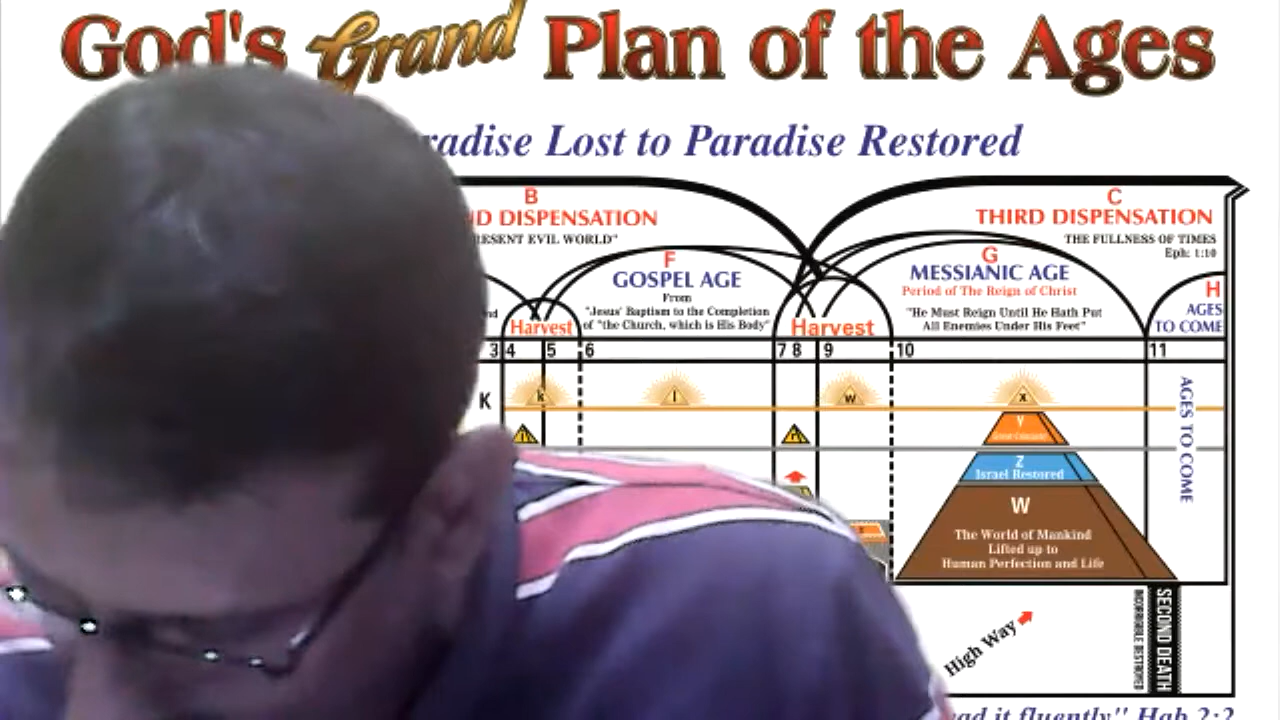 God's Grand Plan of the Ages
radise Lost to Paradise Restored
B
ND DISPENSATION
RESENT EVIL WORLD"
C
THIRD DISPENSATION
THE FULLNESS OF TIMES
Eph: 1:10
F
GOSPEL AGE
From
"Jesus' Baptism to the Completion
of "the Church, which is His Body"
G
MESSIANIC AGE
Period of The Reign of Christ
"He Must Reign Until He Hath Put
All Enemies Under His Feet"
H
AGES
TO COME
Harvest
Harvest
3 4 5 6 7 8 9 10 11
K
k
l
w
x
AGES TO COME
Y
Z
Israel Restored
W
The World of Mankind
Lifted up to
Human Perfection and Life
High Way
SECOND DEATH
ad it fluently" Hab 2:2